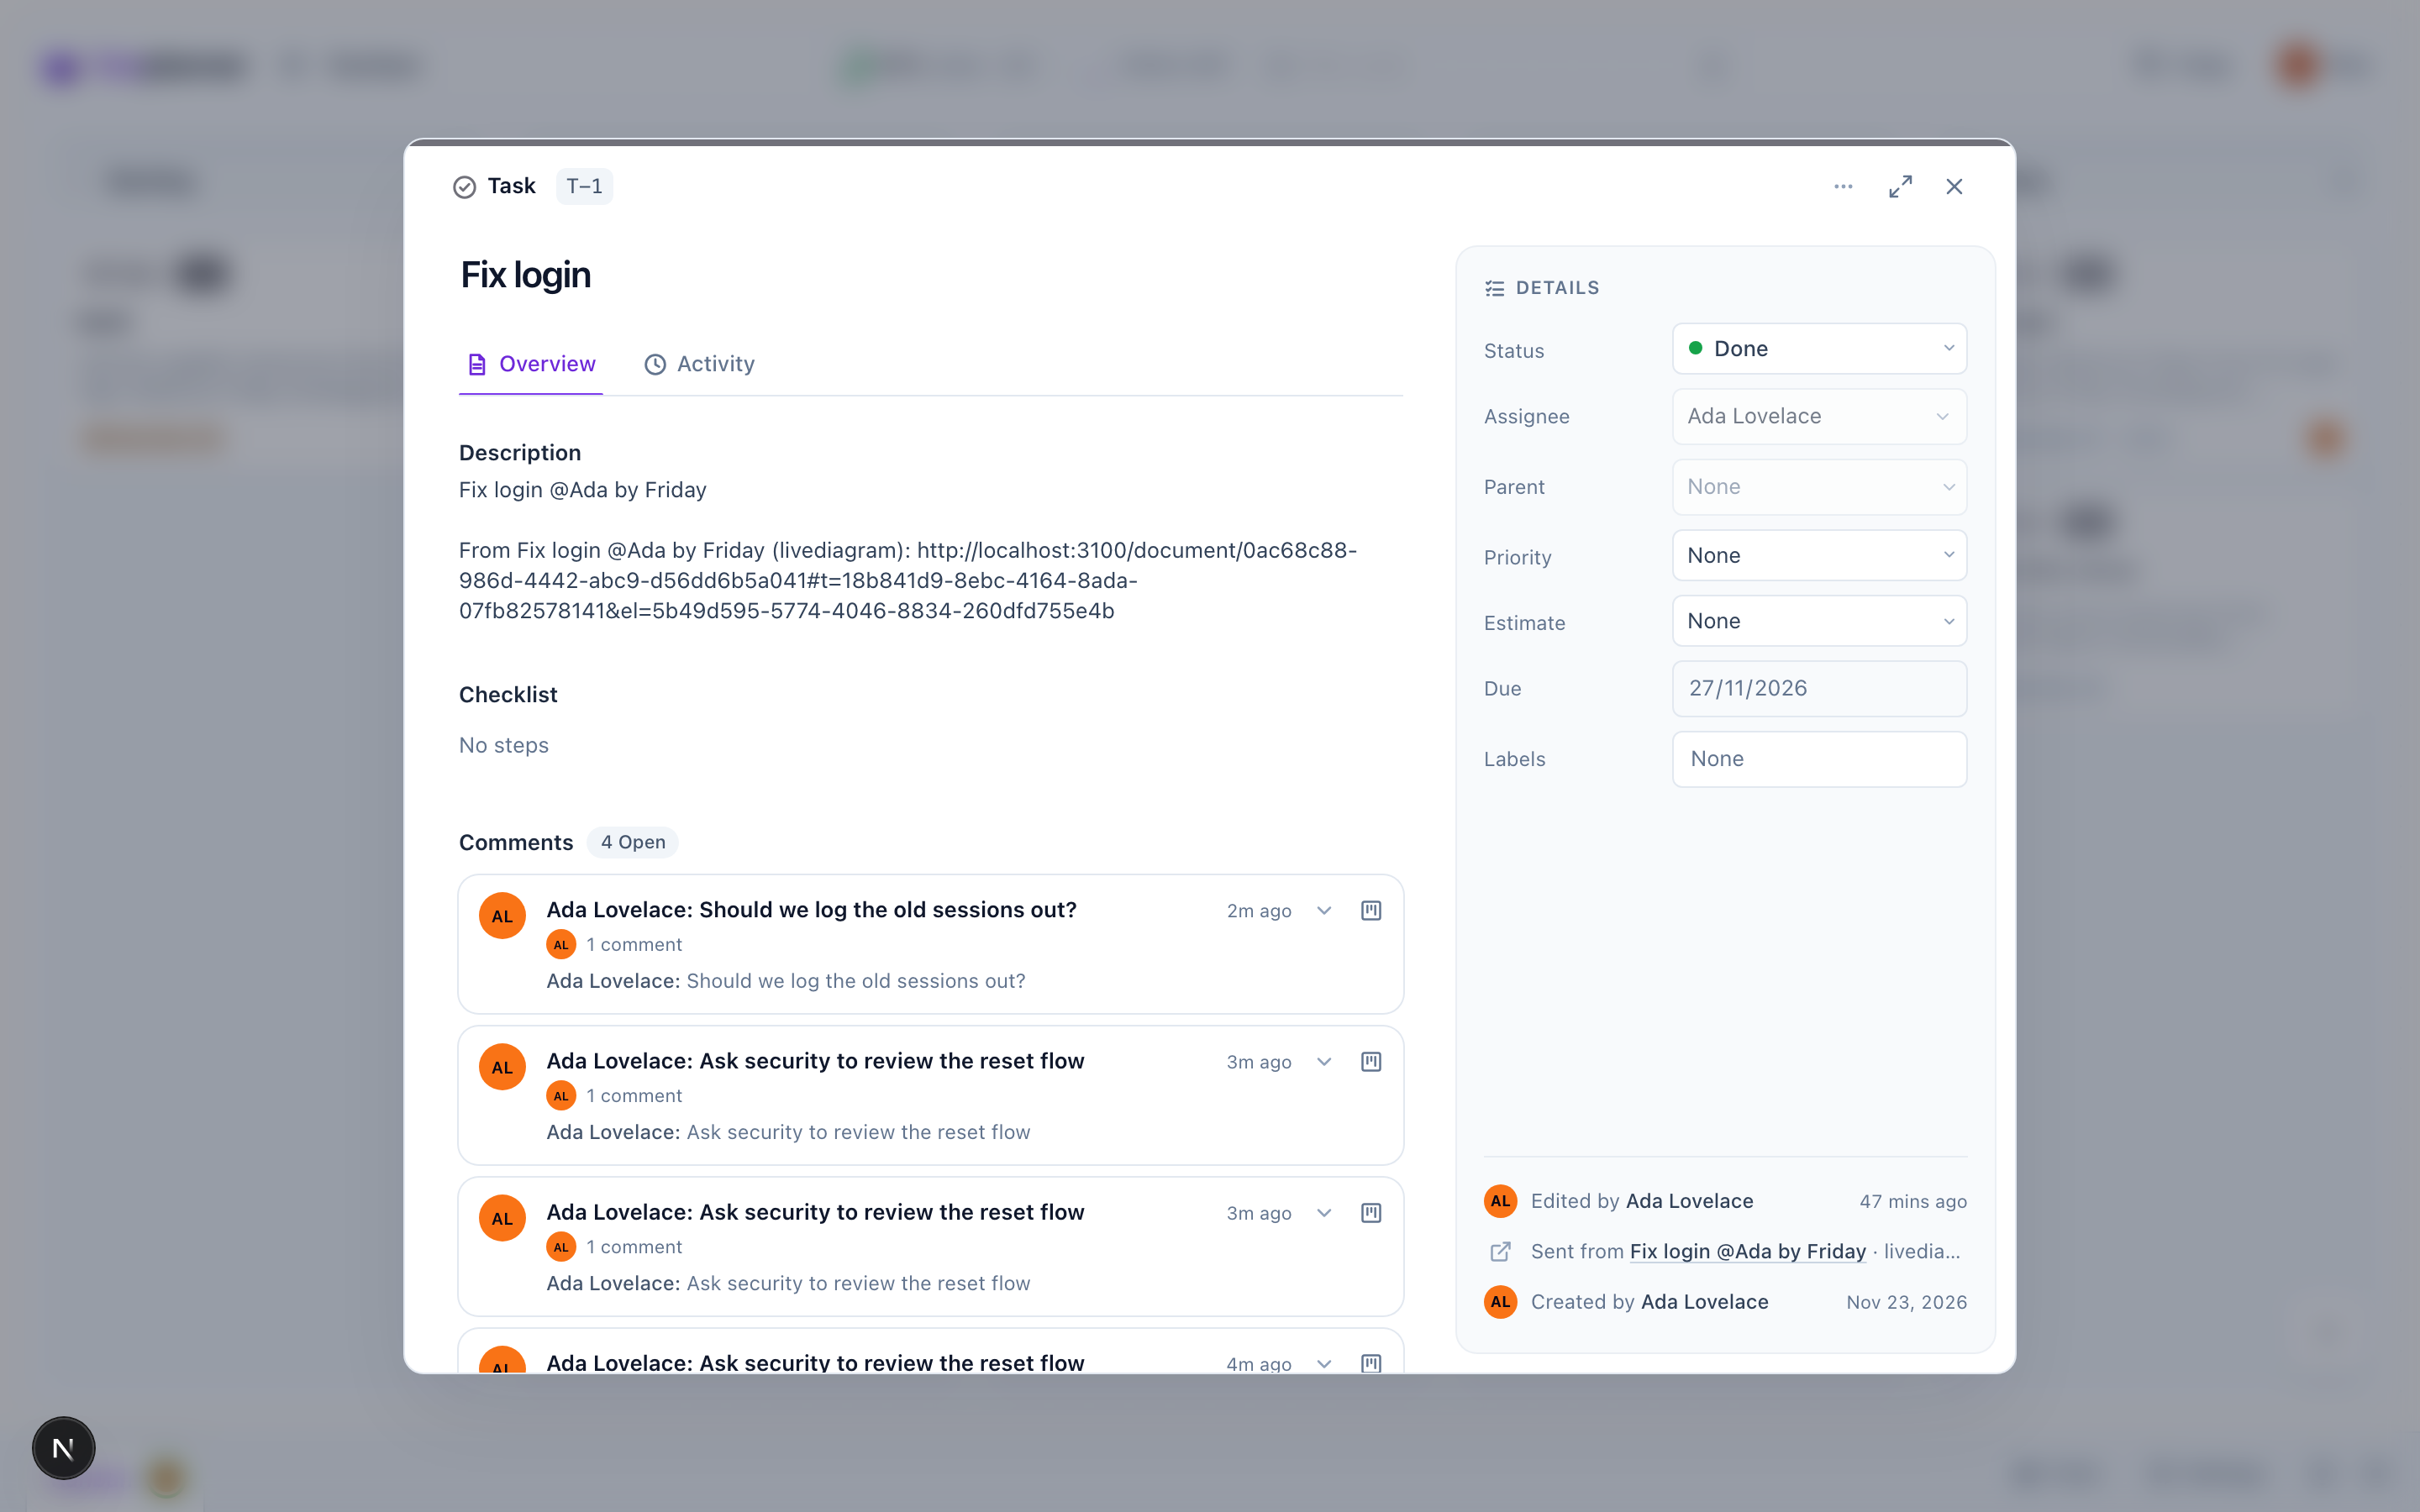 Task T–1
Fix login
Overview Activity
Description
Fix login @Ada by Friday
From Fix login @Ada by Friday (livediagram): http://localhost:3100/document/0ac68c88-
986d-4442-abc9-d56dd6b5a041#t=18b841d9-8ebc-4164-8ada-
07fb82578141&el=5b49d595-5774-4046-8834-260dfd755e4b
Checklist
No steps
Comments 4 Open
AL Ada Lovelace: Should we log the old sessions out? 2m ago
AL 1 comment
Ada Lovelace: Should we log the old sessions out?
AL Ada Lovelace: Ask security to review the reset flow 3m ago
AL 1 comment
Ada Lovelace: Ask security to review the reset flow
AL Ada Lovelace: Ask security to review the reset flow 3m ago
AL 1 comment
Ada Lovelace: Ask security to review the reset flow
AL Ada Lovelace: Ask security to review the reset flow 4m ago
DETAILS
Status Done
Assignee Ada Lovelace
Parent None
Priority None
Estimate None
Due 27/11/2026
Labels None
AL Edited by Ada Lovelace 47 mins ago
Sent from Fix login @Ada by Friday · livedia...
AL Created by Ada Lovelace Nov 23, 2026
N